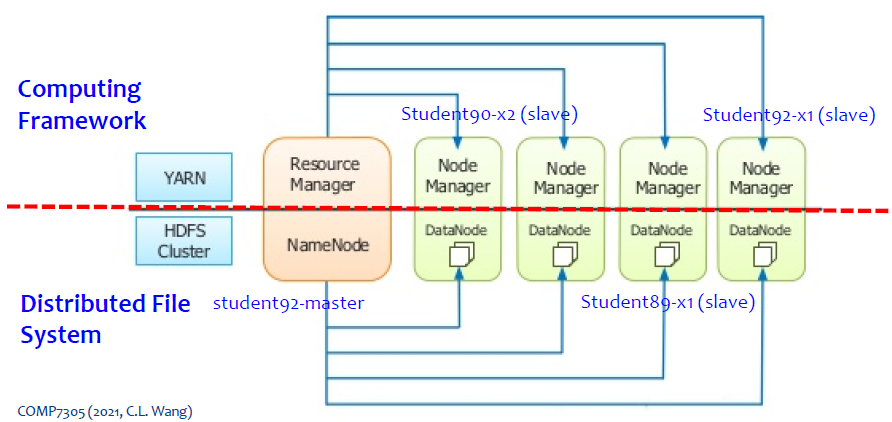 Computing
Framework
Student90-x2 (slave)
Student92-x1 (slave)
YARN
Resource
Manager
Node
Manager
Node
Manager
Node
Manager
Node
Manager
HDFS
Cluster
NameNode
DataNode
DataNode
DataNode
DataNode
Distributed File
System
student92-master
Student89-x1 (slave)
COMP7305 (2021, C.L. Wang)